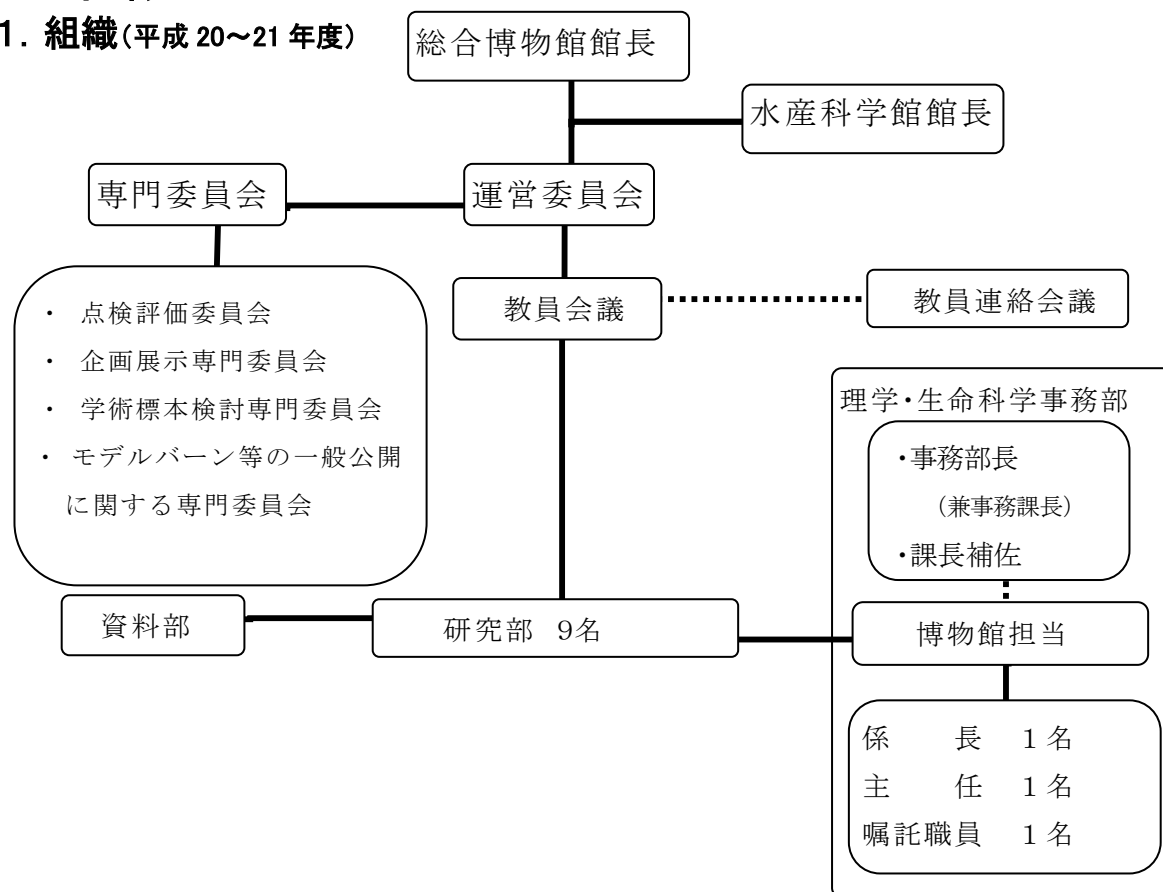 1. 組織(平成 20～21 年度)
総合博物館館長
水産科学館館長
専門委員会
運営委員会
教員会議
教員連絡会議
・ 点検評価委員会
・ 企画展示専門委員会
・ 学術標本検討専門委員会
・ モデルバーン等の一般公開
に関する専門委員会
理学・生命科学事務部
・事務部長
（兼事務課長）
・課長補佐
資料部
研究部 9名
博物館担当
係 長 1名
主 任 1名
嘱託職員 1名